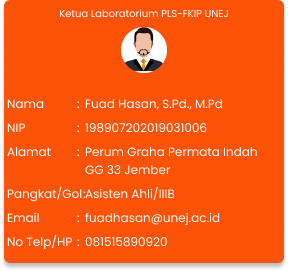 Ketua Laboratorium PLS-FKIP UNEJ
Nama : Fuad Hasan, S.Pd., M.Pd
NIP : 198907202019031006
Alamat : Perum Graha Permata Indah
GG 33 Jember
Pangkat/Gol:Asisten Ahli/IIIB
Email : fuadhasan@unej.ac.id
No Telp/HP : 081515890920